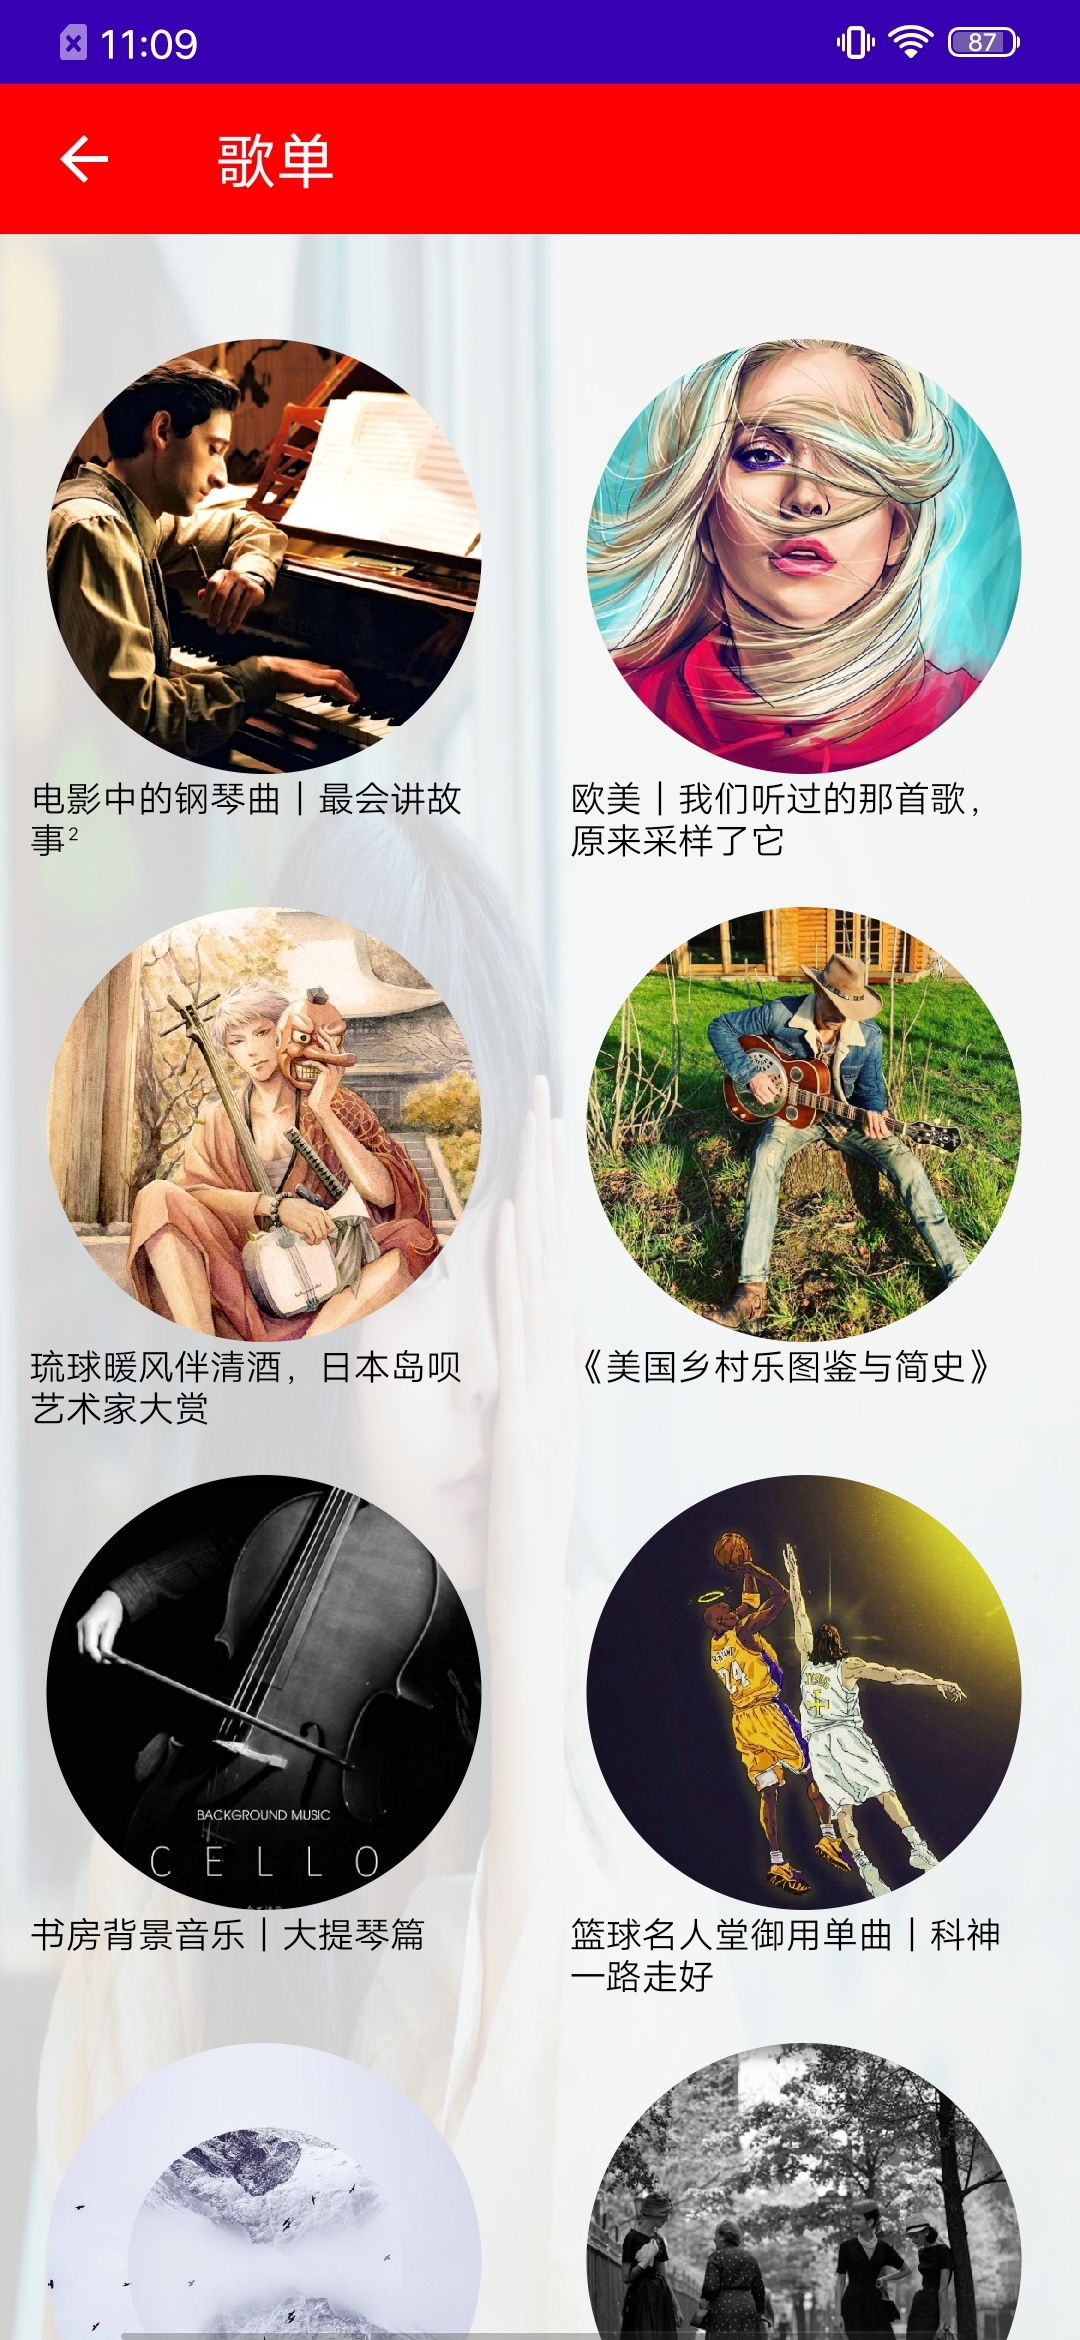 11:09
87
歌单
电影中的钢琴曲｜最会讲故
事²
欧美｜我们听过的那首歌，
原来采样了它
琉球暖风伴清酒，日本岛呗
艺术家大赏
《美国乡村乐图鉴与简史》
BACKGROUND MUSIC
CELLO
书房背景音乐｜大提琴篇
24
篮球名人堂御用单曲｜科神
一路走好